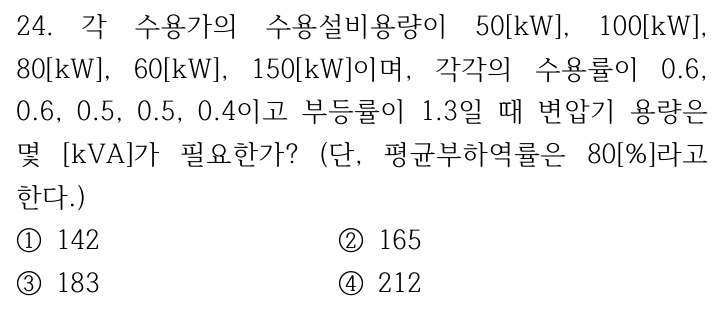 24. 각 수용가의 수용설비용량이 50[kW], 100[kW],
80[kW], 60[kW], 150[kW]이며, 각각의 수용률이 0.6,
0.6, 0.5, 0.5, 0.4이고 부등률이 1.3일 때 변압기 용량은
몇 [kVA]가 필요한가? (단, 평균부하역률은 80[%]라고
한다.)
① 142 ② 165
③ 183 ④ 212